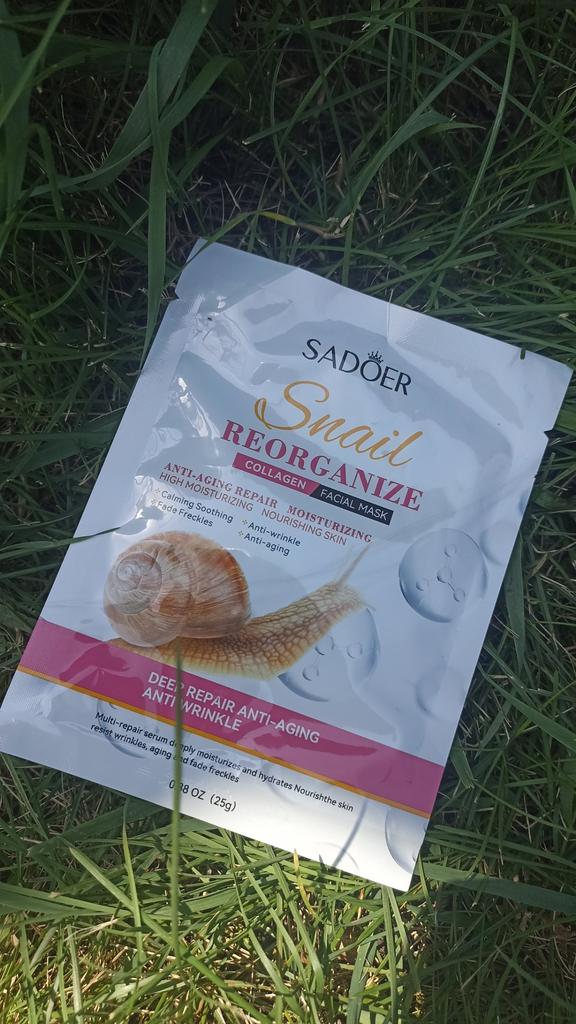 SADOER
Snail
REORGANIZE
COLLAGEN FACIAL MASK
ANTI-AGING REPAIR MOISTURIZING
HIGH MOISTURIZING NOURISHING SKIN
Calming Soothing
Fade Freckles
Anti-wrinkle
Anti-aging
DEEP REPAIR ANTI-AGING
ANTI WRINKLE
Multi-repair serum deeply moisturizes and hydrates Nourishthe skin
resist wrinkles, aging and fade freckles
0.88 OZ (25g)